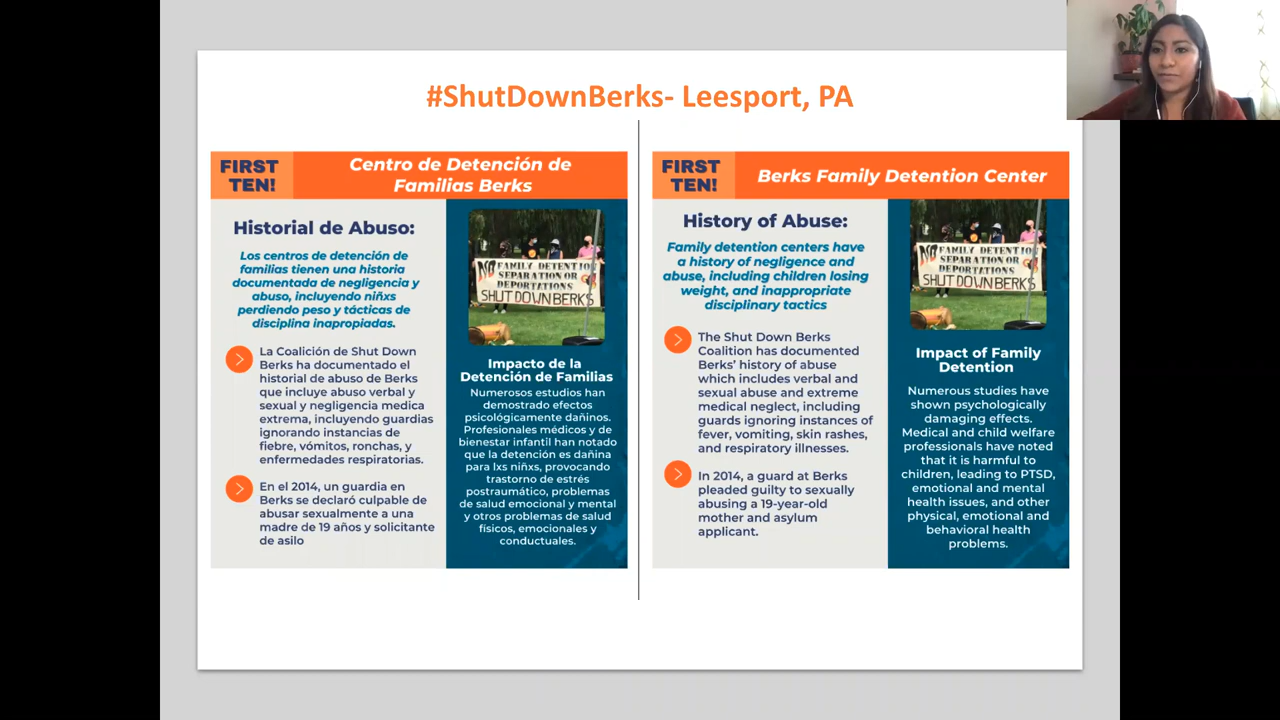 #ShutDownBerks- Leesport, PA
FIRST
TEN!
Centro de Detención de
Familias Berks
Historial de Abuso:
Los centros de detención de
familias tienen una historia
documentada de negligencia y
abuso, incluyendo niñxs
perdiendo peso y tácticas de
disciplina inapropiadas.
La Coalición de Shut Down
Berks ha documentado el
historial de abuso de Berks
que incluye abuso verbal y
sexual y negligencia medica
extrema, incluyendo guardias
ignorando instancias de
fiebre, vómitos, ronchas, y
enfermedades respiratorias.
En el 2014, un guardia en
Berks se declaró culpable de
abusar sexualmente a una
madre de 19 años y solicitante
de asilo
NO FAMILY DETENTION
SEPARATION OR
DEPORTATIONS
SHUT DOWN BERKS
Impacto de la
Detención de Familias
Numerosos estudios han
demostrado efectos
psicológicamente dañinos.
Profesionales médicos y de
bienestar infantil han notado
que la detención es dañina
para lxs niñxs, provocando
trastorno de estrés
postraumático, problemas
de salud emocional y mental
y otros problemas de salud
físicos, emocionales y
conductuales.
FIRST
TEN!
Berks Family Detention Center
History of Abuse:
Family detention centers have
a history of negligence and
abuse, including children losing
weight, and inappropriate
disciplinary tactics
The Shut Down Berks
Coalition has documented
Berks' history of abuse
which includes verbal and
sexual abuse and extreme
medical neglect, including
guards ignoring instances of
fever, vomiting, skin rashes,
and respiratory illnesses.
In 2014, a guard at Berks
pleaded guilty to sexually
abusing a 19-year-old
mother and asylum
applicant.
NO FAMILY DETENTION
SEPARATION OR
DEPORTATIONS
SHUT DOWN BERKS
Impact of Family
Detention
Numerous studies have
shown psychologically
damaging effects.
Medical and child welfare
professionals have noted
that it is harmful to
children, leading to PTSD,
emotional and mental
health issues, and other
physical, emotional and
behavioral health
problems.